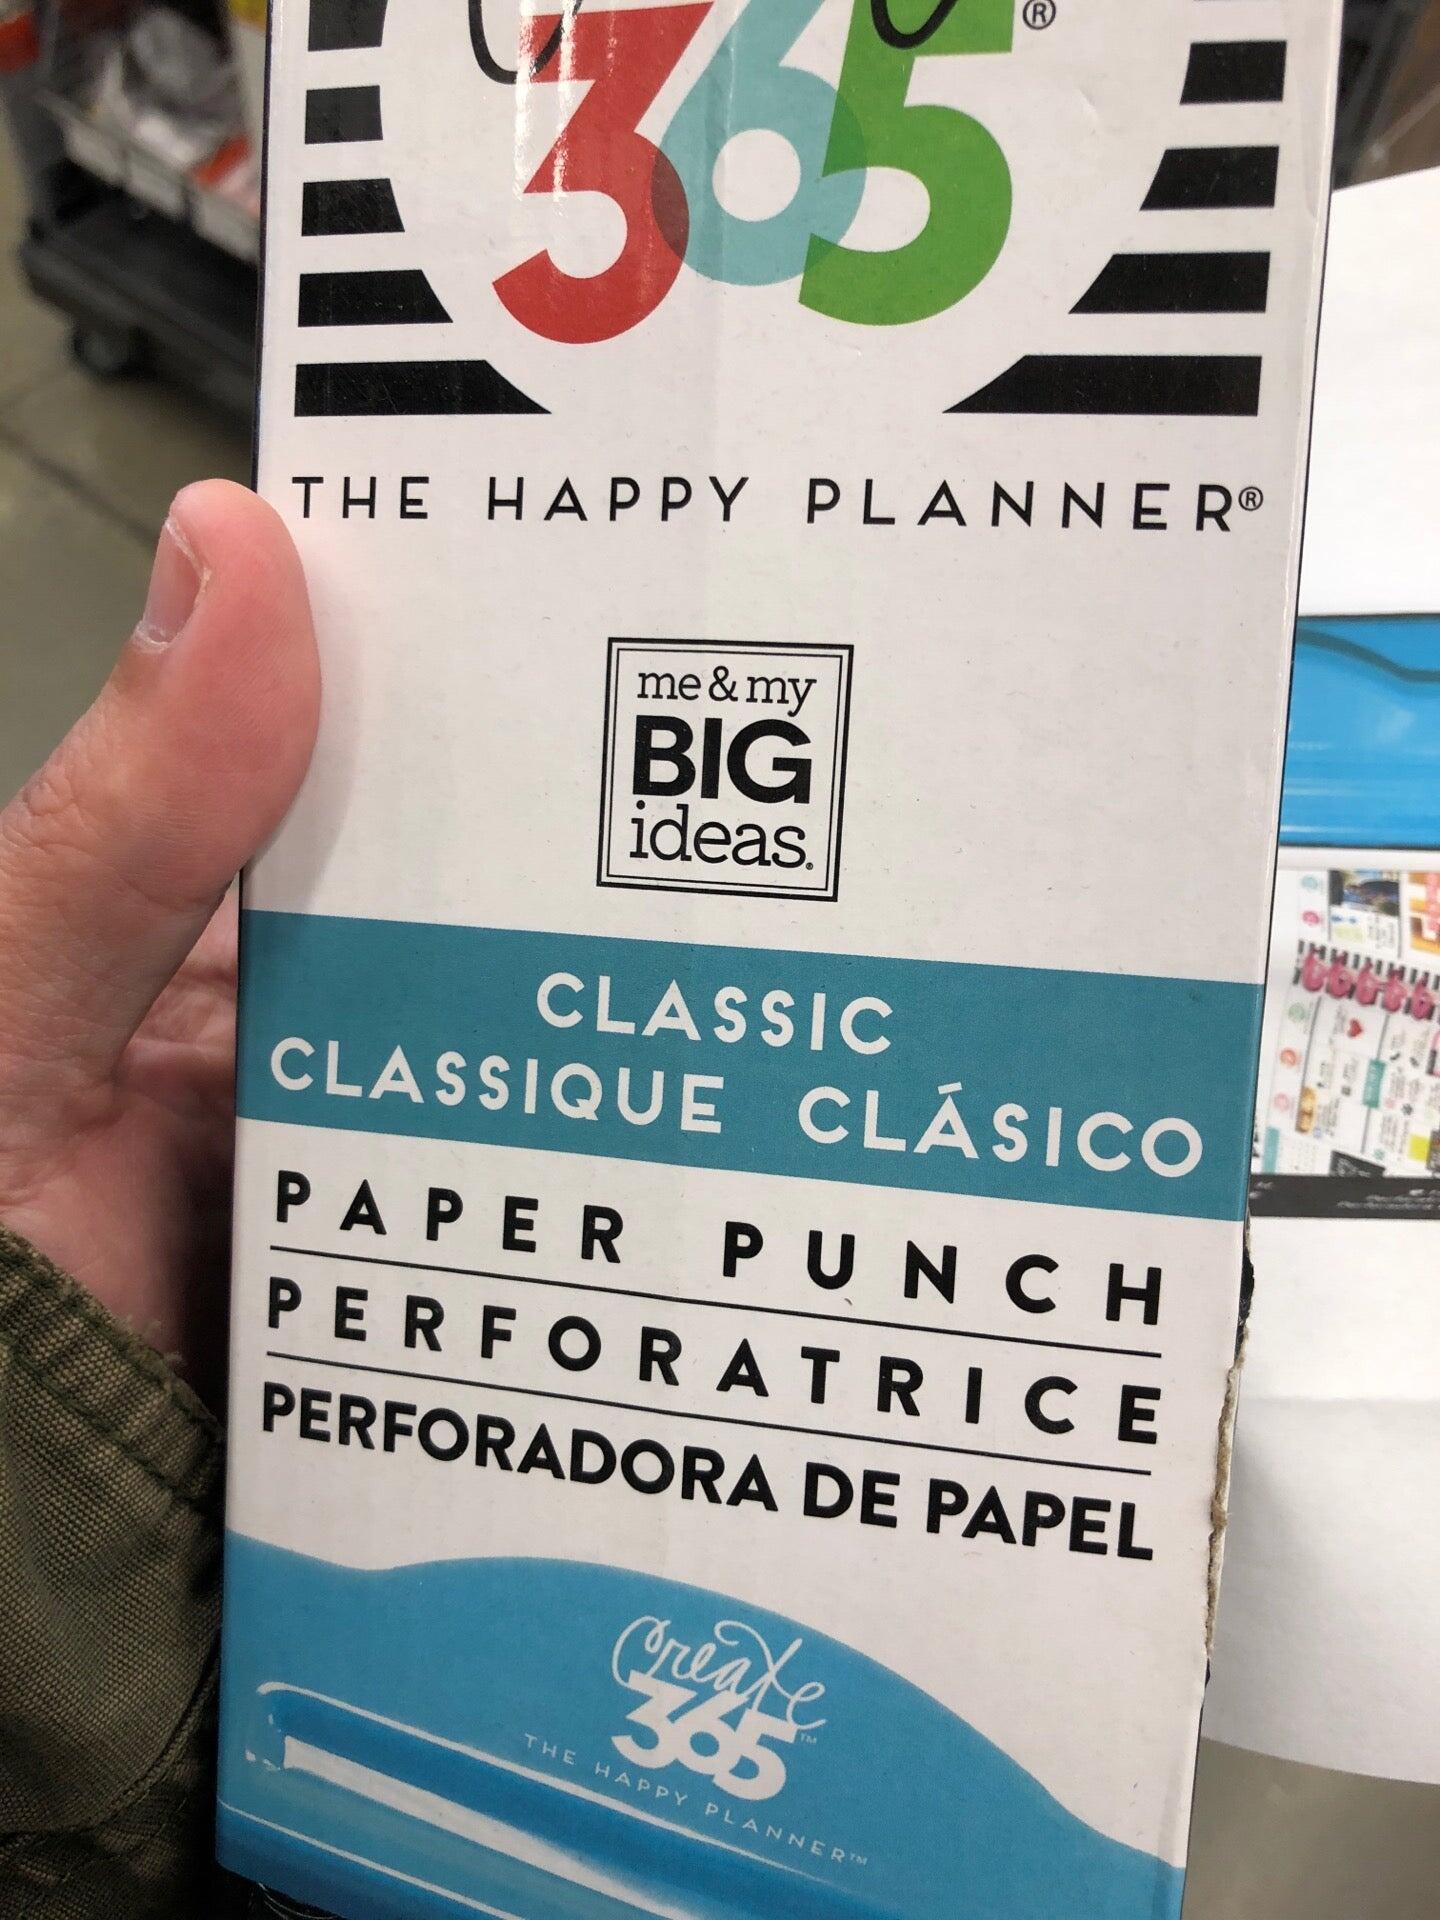 365®
THE HAPPY PLANNER®
me & my
BIG
ideas.
CLASSIC
CLASSIQUE CLÁSICO
PAPER PUNCH
PERFORATRICE
PERFORADORA DE PAPEL
create
365™
THE HAPPY PLANNER™